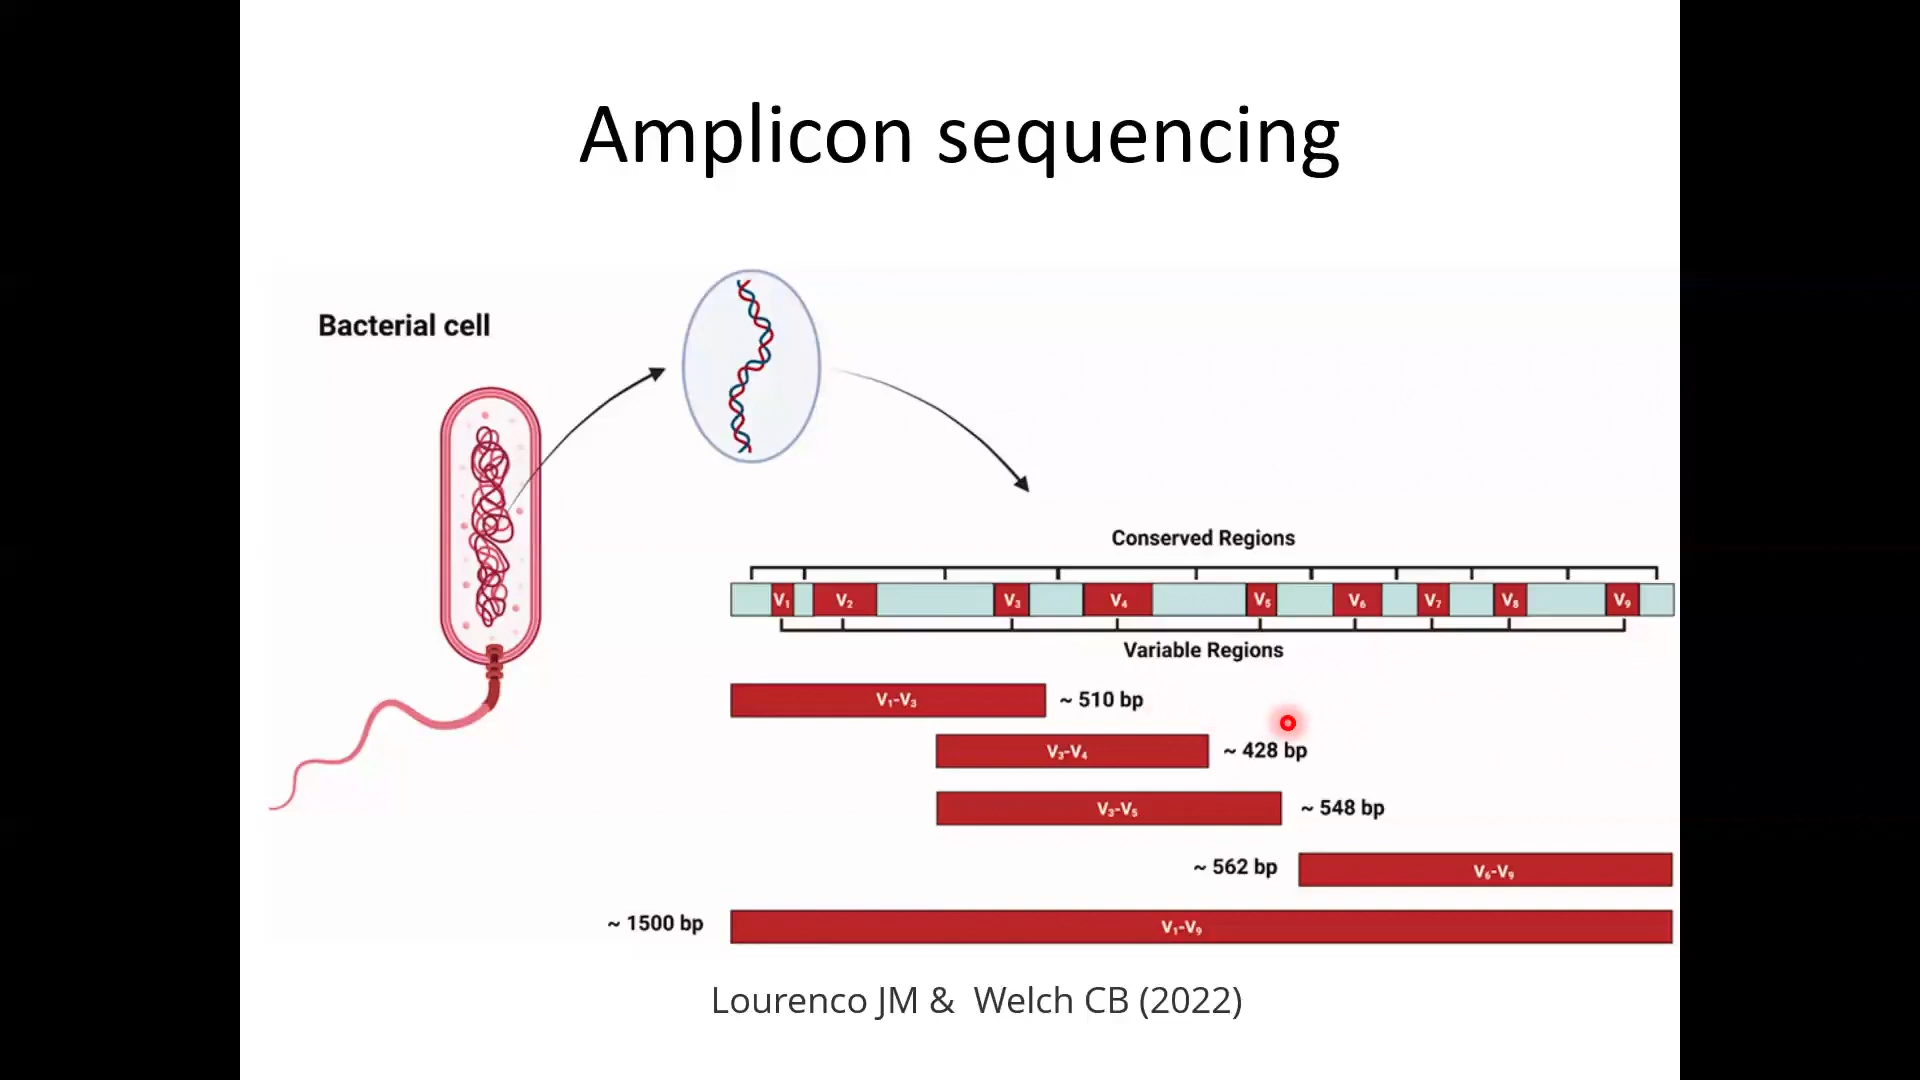 Amplicon sequencing
Bacterial cell
Conserved Regions
V₁ V₂ V₃ V₄ V₅ V₆ V₇ V₈ V₉
Variable Regions
V₁-V₃ ~ 510 bp
V₃-V₄ ~ 428 bp
V₃-V₅ ~ 548 bp
~ 562 bp V₆-V₉
~ 1500 bp V₁-V₉
Lourenco JM & Welch CB (2022)